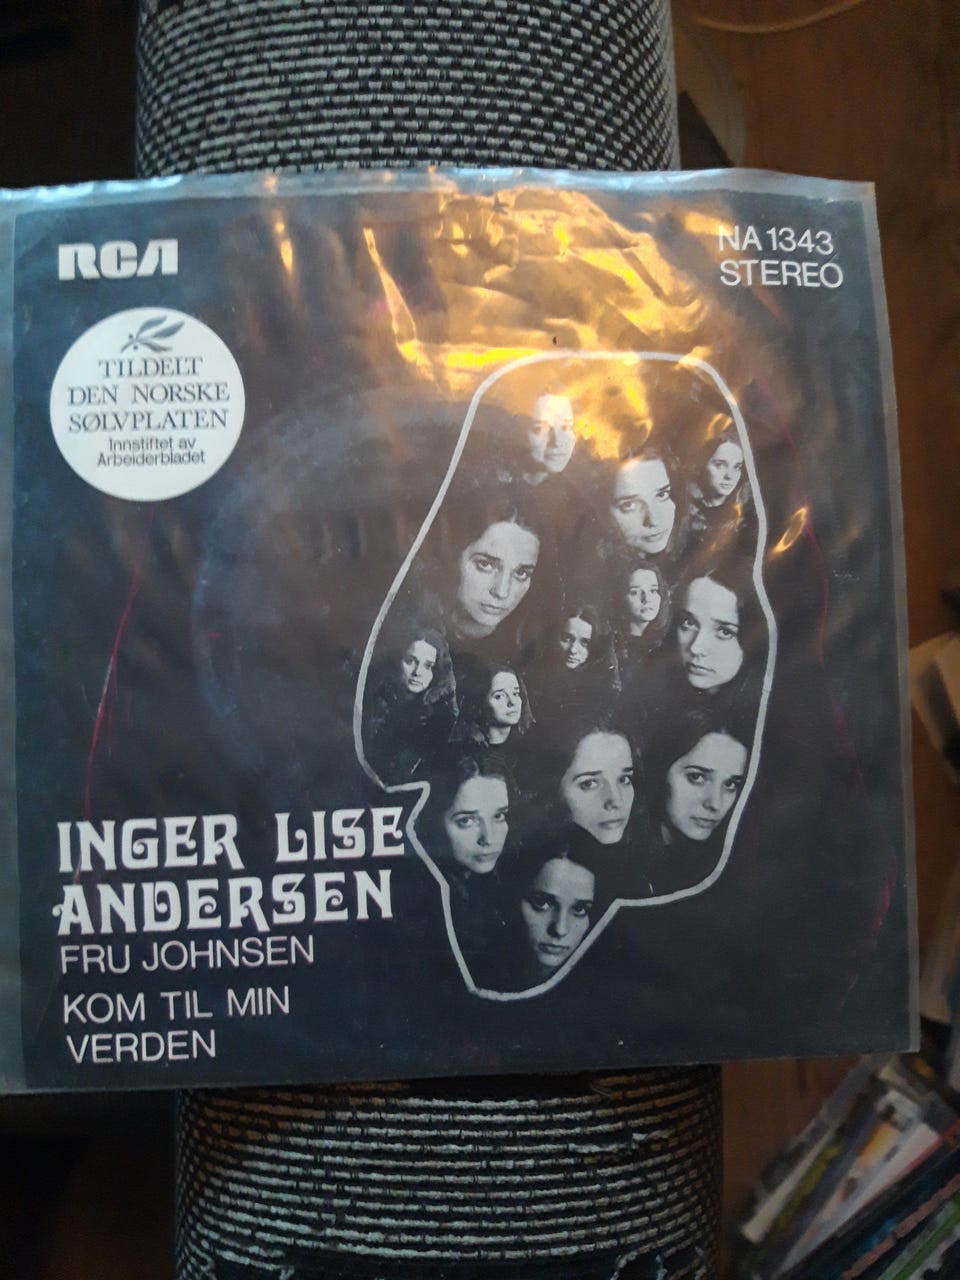 RCA
NA 1343
STEREO
TILDELT
DEN NORSKE
SØLVPLATEN
Innstiftet av
Arbeiderbladet
INGER LISE
ANDERSEN
FRU JOHNSEN
KOM TIL MIN
VERDEN